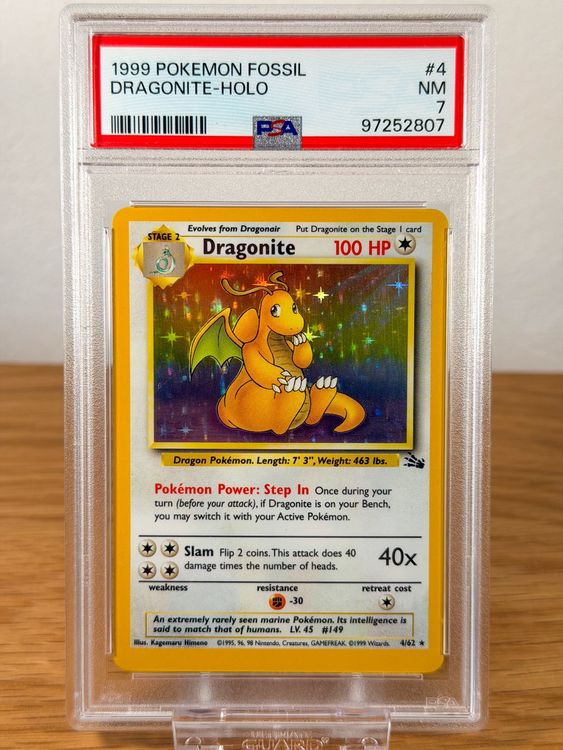 1999 POKEMON FOSSIL #4
DRAGONITE-HOLO NM
7
PSA 97252807
Evolves from Dragonair Put Dragonite on the Stage 1 card
STAGE 2
Dragonite 100 HP
Dragon Pokémon. Length: 7' 3", Weight: 463 lbs.
Pokémon Power: Step In Once during your
turn (before your attack), if Dragonite is on your Bench,
you may switch it with your Active Pokémon.
Slam Flip 2 coins. This attack does 40
damage times the number of heads.
40x
weakness resistance retreat cost
-30
An extremely rarely seen marine Pokémon. Its intelligence is
said to match that of humans. LV. 45 #149
Illus. Kagemaru Himeno ©1995, 96, 98 Nintendo, Creatures, GAMEFREAK. ©1999 Wizards. 4/62 ★
PSA
GUARD